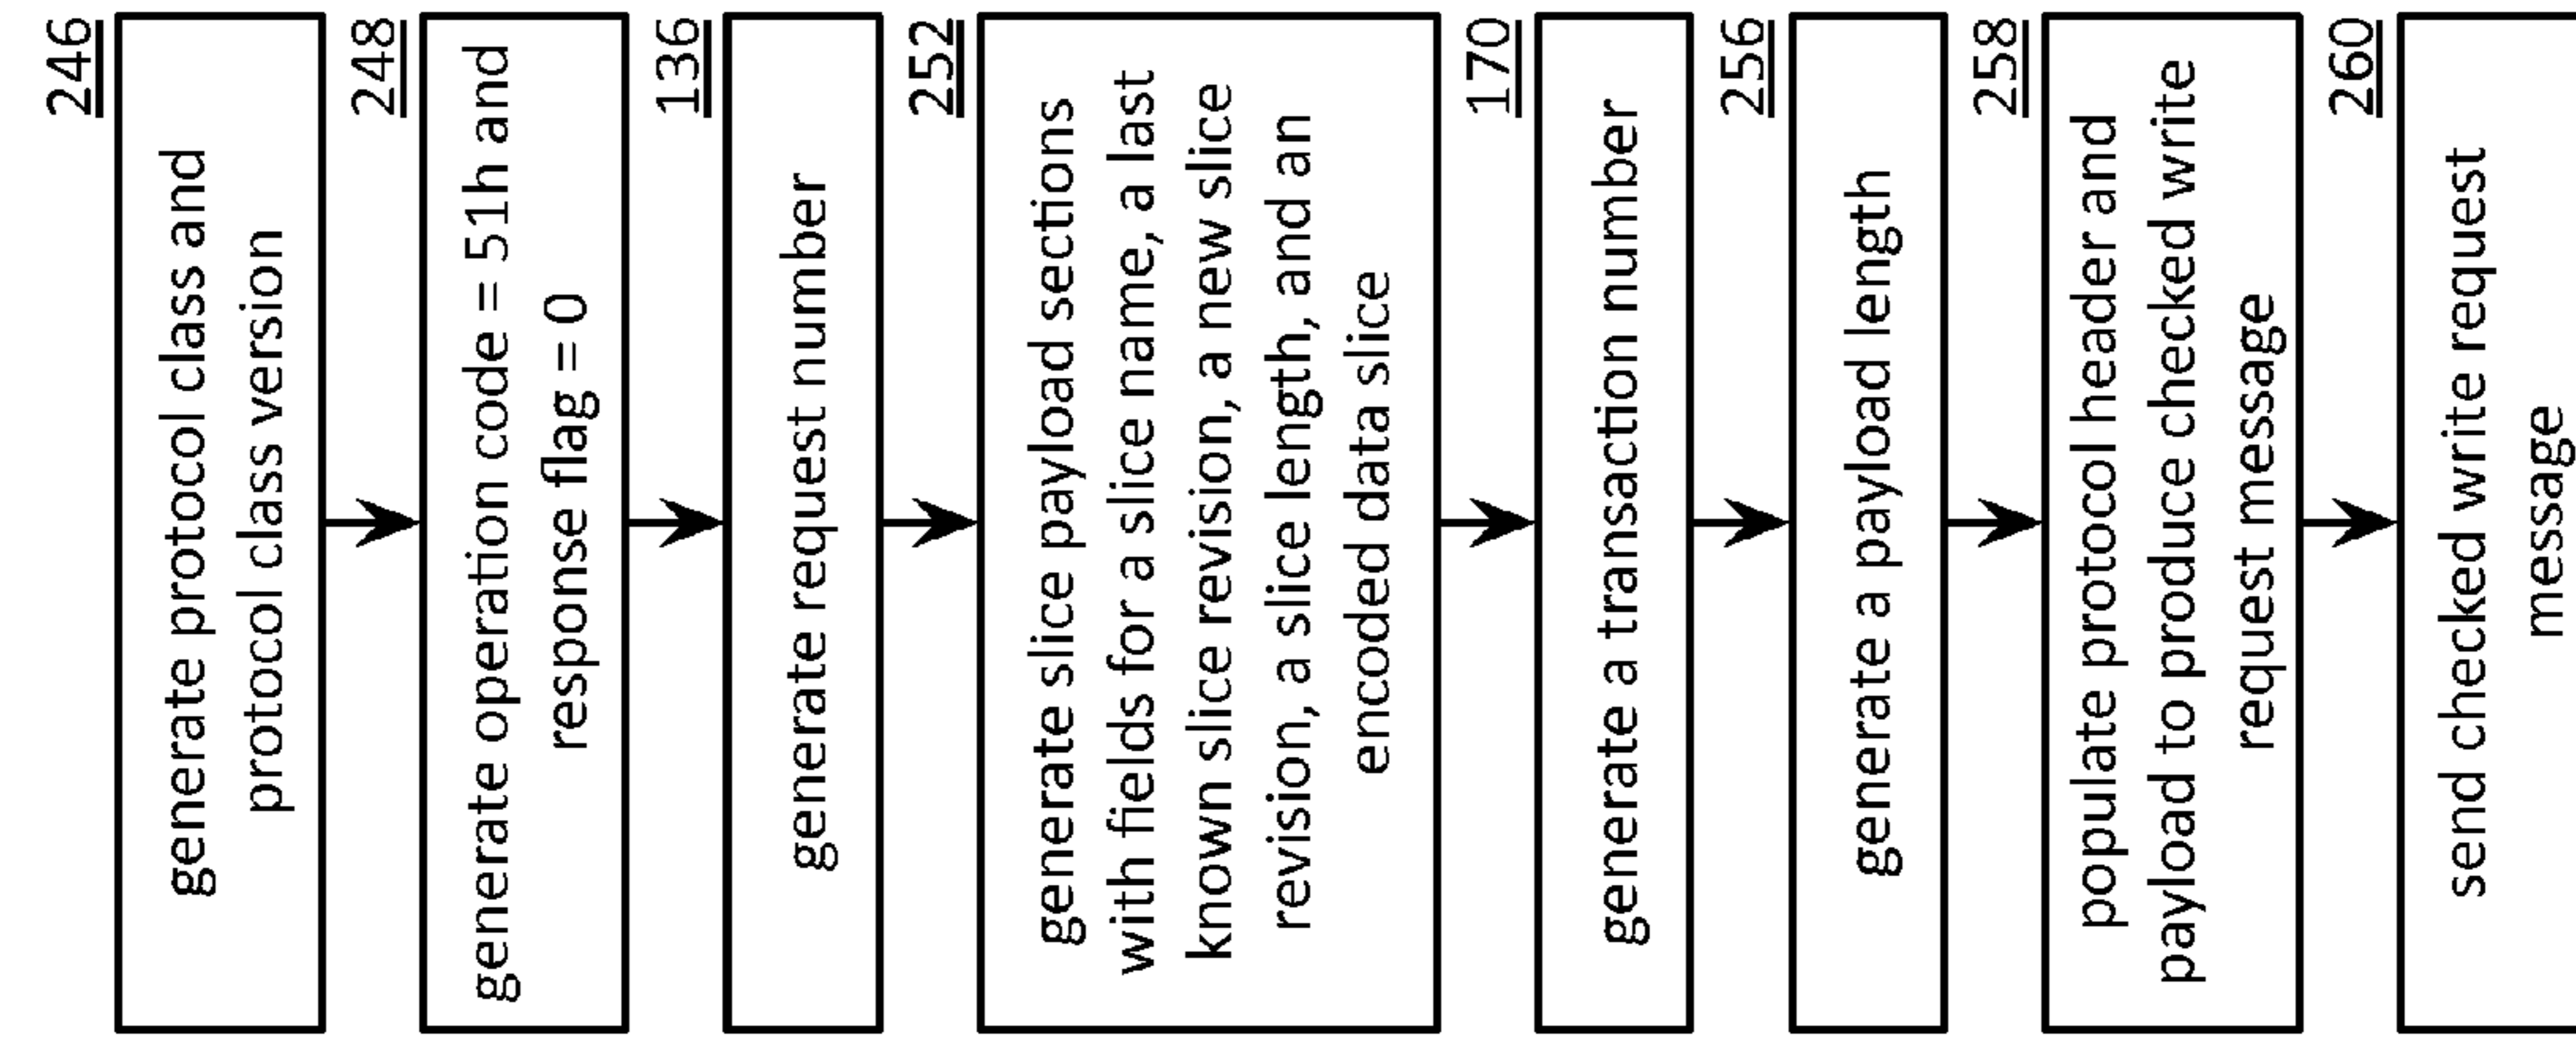 246
generate protocol class and
protocol class version
248
generate operation code = 51h and
response flag = 0
136
generate request number
252
generate slice payload sections
with fields for a slice name, a last
known slice revision, a new slice
revision, a slice length, and an
encoded data slice
170
generate a transaction number
256
generate a payload length
258
populate protocol header and
payload to produce checked write
request message
260
send checked write request
message